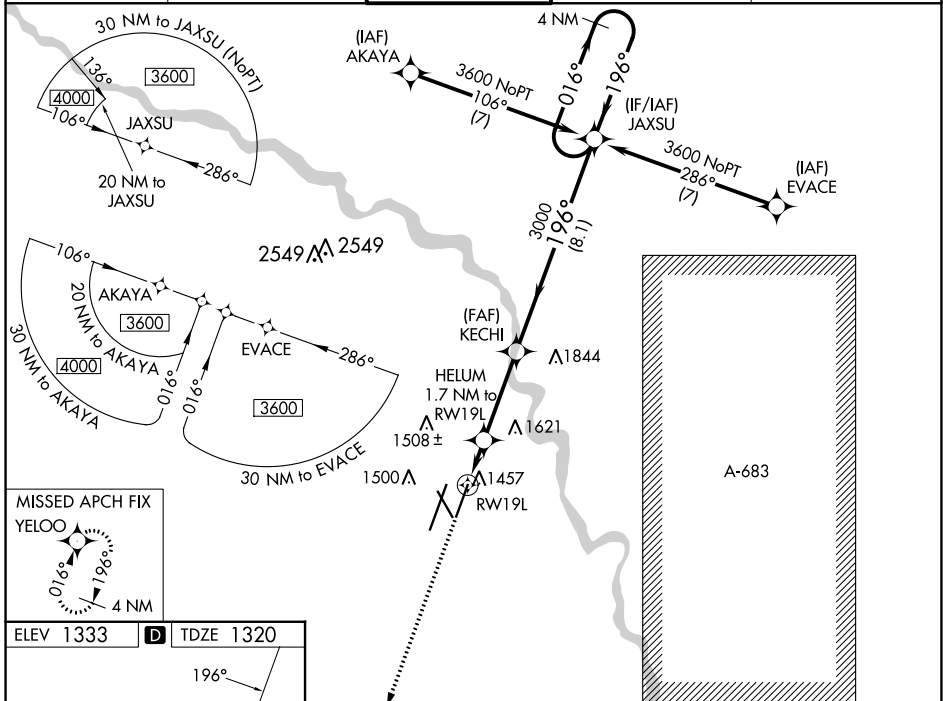 30 NM to JAXSU (NoPT)
136°
3600
4000
106°
JAXSU
286°
20 NM to
JAXSU
4 NM
016°
196°
(IAF)
AKAYA
3600 NoPT
106°
(7)
(IF/IAF)
JAXSU
3600 NoPT
286°
(7)
(IAF)
EVACE
3000
196°
(8.1)
2549
2549
106°
AKAYA
20 NM to AKAYA
3600
30 NM to AKAYA
4000
016°
016°
EVACE
286°
3600
30 NM to EVACE
(FAF)
KECHI
1844
HELUM
1.7 NM to
RW19L
1508 ±
1621
1500
1457
RW19L
A-683
MISSED APCH FIX
YELOO
016°
196°
4 NM
ELEV 1333 D TDZE 1320
196°